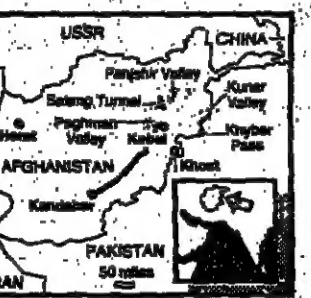 USSR
CHINA
Panjshir Valley
Salang Tunnel
Kunar
Valley
Herat
Paghman
Valley
Kabul
Khyber
Pass
AFGHANISTAN
Khost
Kandahar
PAKISTAN
50 miles
RAN